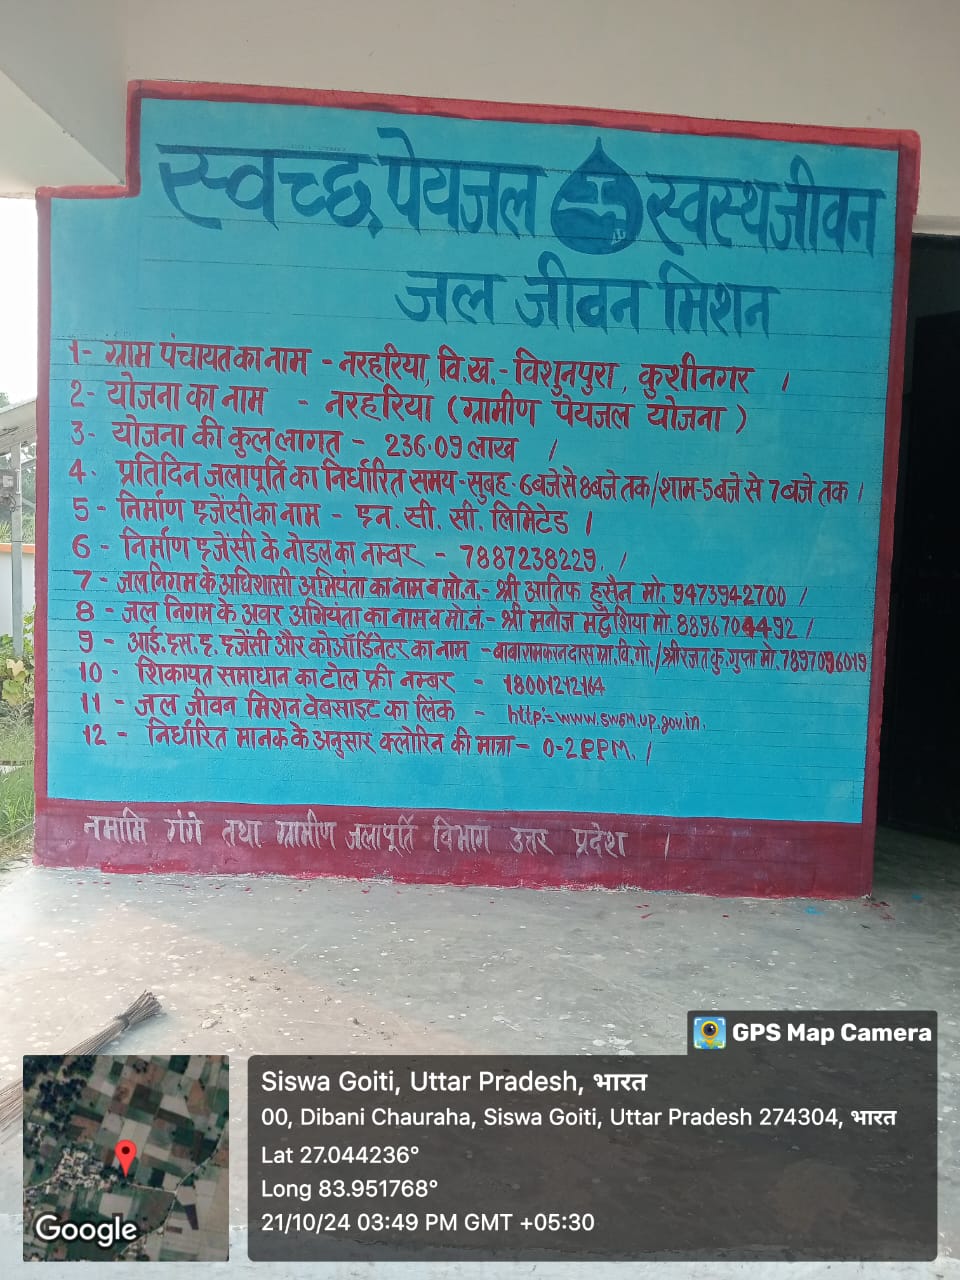 स्वच्छ पेयजल स्वस्थ जीवन
जल जीवन मिशन
1- ग्राम पंचायत का नाम - नरहरिया, वि.ख.- विशुनपुरा, कुशीनगर ।
2- योजना का नाम - नरहरिया (ग्रामीण पेयजल योजना)
3- योजना की कुल लागत - 236.09 लाख ।
4- प्रतिदिन जलापूर्ति का निर्धारित समय - सुबह - 6 बजे से 8 बजे तक / शाम - 5 बजे से 7 बजे तक ।
5- निर्माण एजेंसी का नाम - एन. सी. सी. लिमिटेड ।
6- निर्माण एजेंसी के नोडल का नम्बर - 7887238229. ।
7- जल निगम के अधिशासी अभियंता का नाम व मो.न.- श्री आतिफ हुसैन मो. 9473942700 ।
8- जल निगम के अवर अभियंता का नाम व मो.नं.- श्री मनोज मद्धेशिया मो. 8896704492 ।
9- आई.एस.ए. एजेंसी और कोऑर्डिनेटर का नाम - बाबा रामकरनदास ग्रा.वि.गो. / श्री रजत कु. गुप्ता मो. 7897096019
10- शिकायत समाधान का टोल फ्री नम्बर - 18001212164
11- जल जीवन मिशन वेबसाइट का लिंक - http:=www.swsm.up.gov.in.
12- निर्धारित मानक के अनुसार क्लोरिन की मात्रा - 0-2PPM. ।
नमामि गंगे तथा ग्रामीण जलापूर्ति विभाग उत्तर प्रदेश ।
GPS Map Camera
Siswa Goiti, Uttar Pradesh, भारत
00, Dibani Chauraha, Siswa Goiti, Uttar Pradesh 274304, भारत
Lat 27.044236°
Long 83.951768°
21/10/24 03:49 PM GMT +05:30
Google